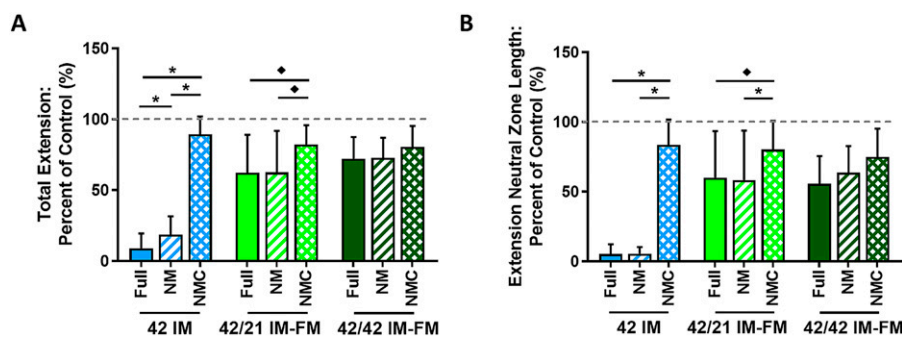 A
Total Extension:
Percent of Control (%)
150
100
50
0
*
*
*
◆
◆
Full
NM
NMC
Full
NM
NMC
Full
NM
NMC
42 IM
42/21 IM-FM
42/42 IM-FM
B
Extension Neutral Zone Length:
Percent of Control (%)
150
100
50
0
*
*
◆
*
Full
NM
NMC
Full
NM
NMC
Full
NM
NMC
42 IM
42/21 IM-FM
42/42 IM-FM